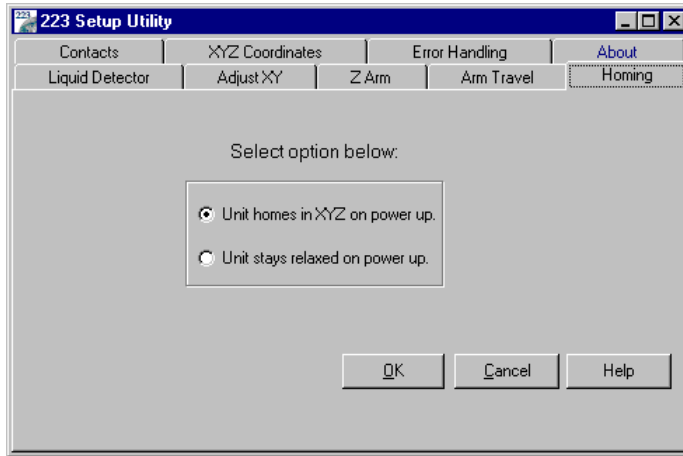 223 223 Setup Utility
Contacts XYZ Coordinates Error Handling About
Liquid Detector Adjust XY Z Arm Arm Travel Homing
Select option below:
Unit homes in XYZ on power up.
Unit stays relaxed on power up.
OK Cancel Help